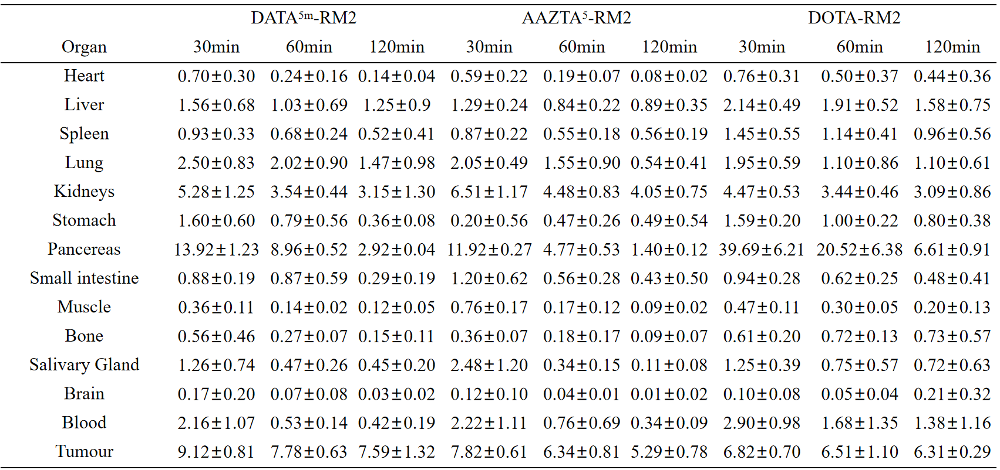 DATA⁵ᵐ-RM2 AAZTA⁵-RM2 DOTA-RM2
Organ 30min 60min 120min 30min 60min 120min 30min 60min 120min
Heart 0.70±0.30 0.24±0.16 0.14±0.04 0.59±0.22 0.19±0.07 0.08±0.02 0.76±0.31 0.50±0.37 0.44±0.36
Liver 1.56±0.68 1.03±0.69 1.25±0.9 1.29±0.24 0.84±0.22 0.89±0.35 2.14±0.49 1.91±0.52 1.58±0.75
Spleen 0.93±0.33 0.68±0.24 0.52±0.41 0.87±0.22 0.55±0.18 0.56±0.19 1.45±0.55 1.14±0.41 0.96±0.56
Lung 2.50±0.83 2.02±0.90 1.47±0.98 2.05±0.49 1.55±0.90 0.54±0.41 1.95±0.59 1.10±0.86 1.10±0.61
Kidneys 5.28±1.25 3.54±0.44 3.15±1.30 6.51±1.17 4.48±0.83 4.05±0.75 4.47±0.53 3.44±0.46 3.09±0.86
Stomach 1.60±0.60 0.79±0.56 0.36±0.08 0.20±0.56 0.47±0.26 0.49±0.54 1.59±0.20 1.00±0.22 0.80±0.38
Pancereas 13.92±1.23 8.96±0.52 2.92±0.04 11.92±0.27 4.77±0.53 1.40±0.12 39.69±6.21 20.52±6.38 6.61±0.91
Small intestine 0.88±0.19 0.87±0.59 0.29±0.19 1.20±0.62 0.56±0.28 0.43±0.50 0.94±0.28 0.62±0.25 0.48±0.41
Muscle 0.36±0.11 0.14±0.02 0.12±0.05 0.76±0.17 0.17±0.12 0.09±0.02 0.47±0.11 0.30±0.05 0.20±0.13
Bone 0.56±0.46 0.27±0.07 0.15±0.11 0.36±0.07 0.18±0.17 0.09±0.07 0.61±0.20 0.72±0.13 0.73±0.57
Salivary Gland 1.26±0.74 0.47±0.26 0.45±0.20 2.48±1.20 0.34±0.15 0.11±0.08 1.25±0.39 0.75±0.57 0.72±0.63
Brain 0.17±0.20 0.07±0.08 0.03±0.02 0.12±0.10 0.04±0.01 0.01±0.02 0.10±0.08 0.05±0.04 0.21±0.32
Blood 2.16±1.07 0.53±0.14 0.42±0.19 2.22±1.11 0.76±0.69 0.34±0.09 2.90±0.98 1.68±1.35 1.38±1.16
Tumour 9.12±0.81 7.78±0.63 7.59±1.32 7.82±0.61 6.34±0.81 5.29±0.78 6.82±0.70 6.51±1.10 6.31±0.29